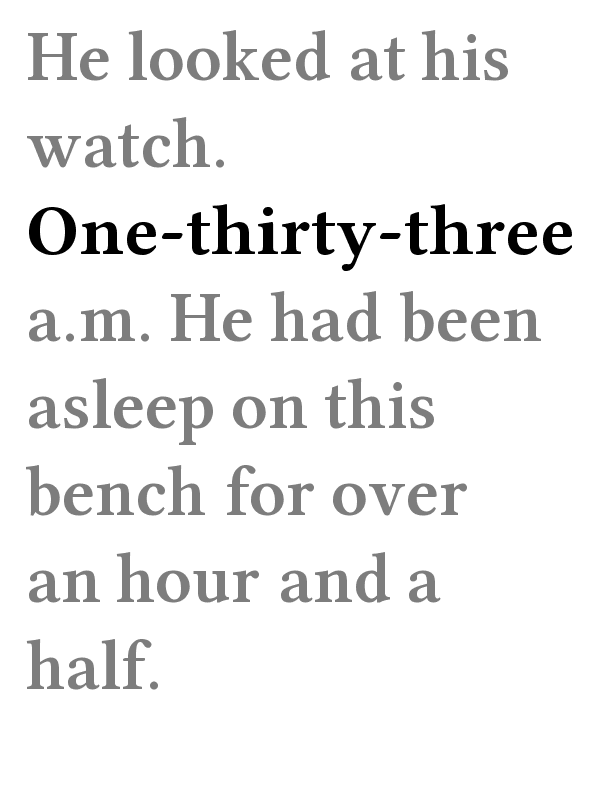 He looked at his
watch.
One-thirty-three
a.m. He had been
asleep on this
bench for over
an hour and a
half.